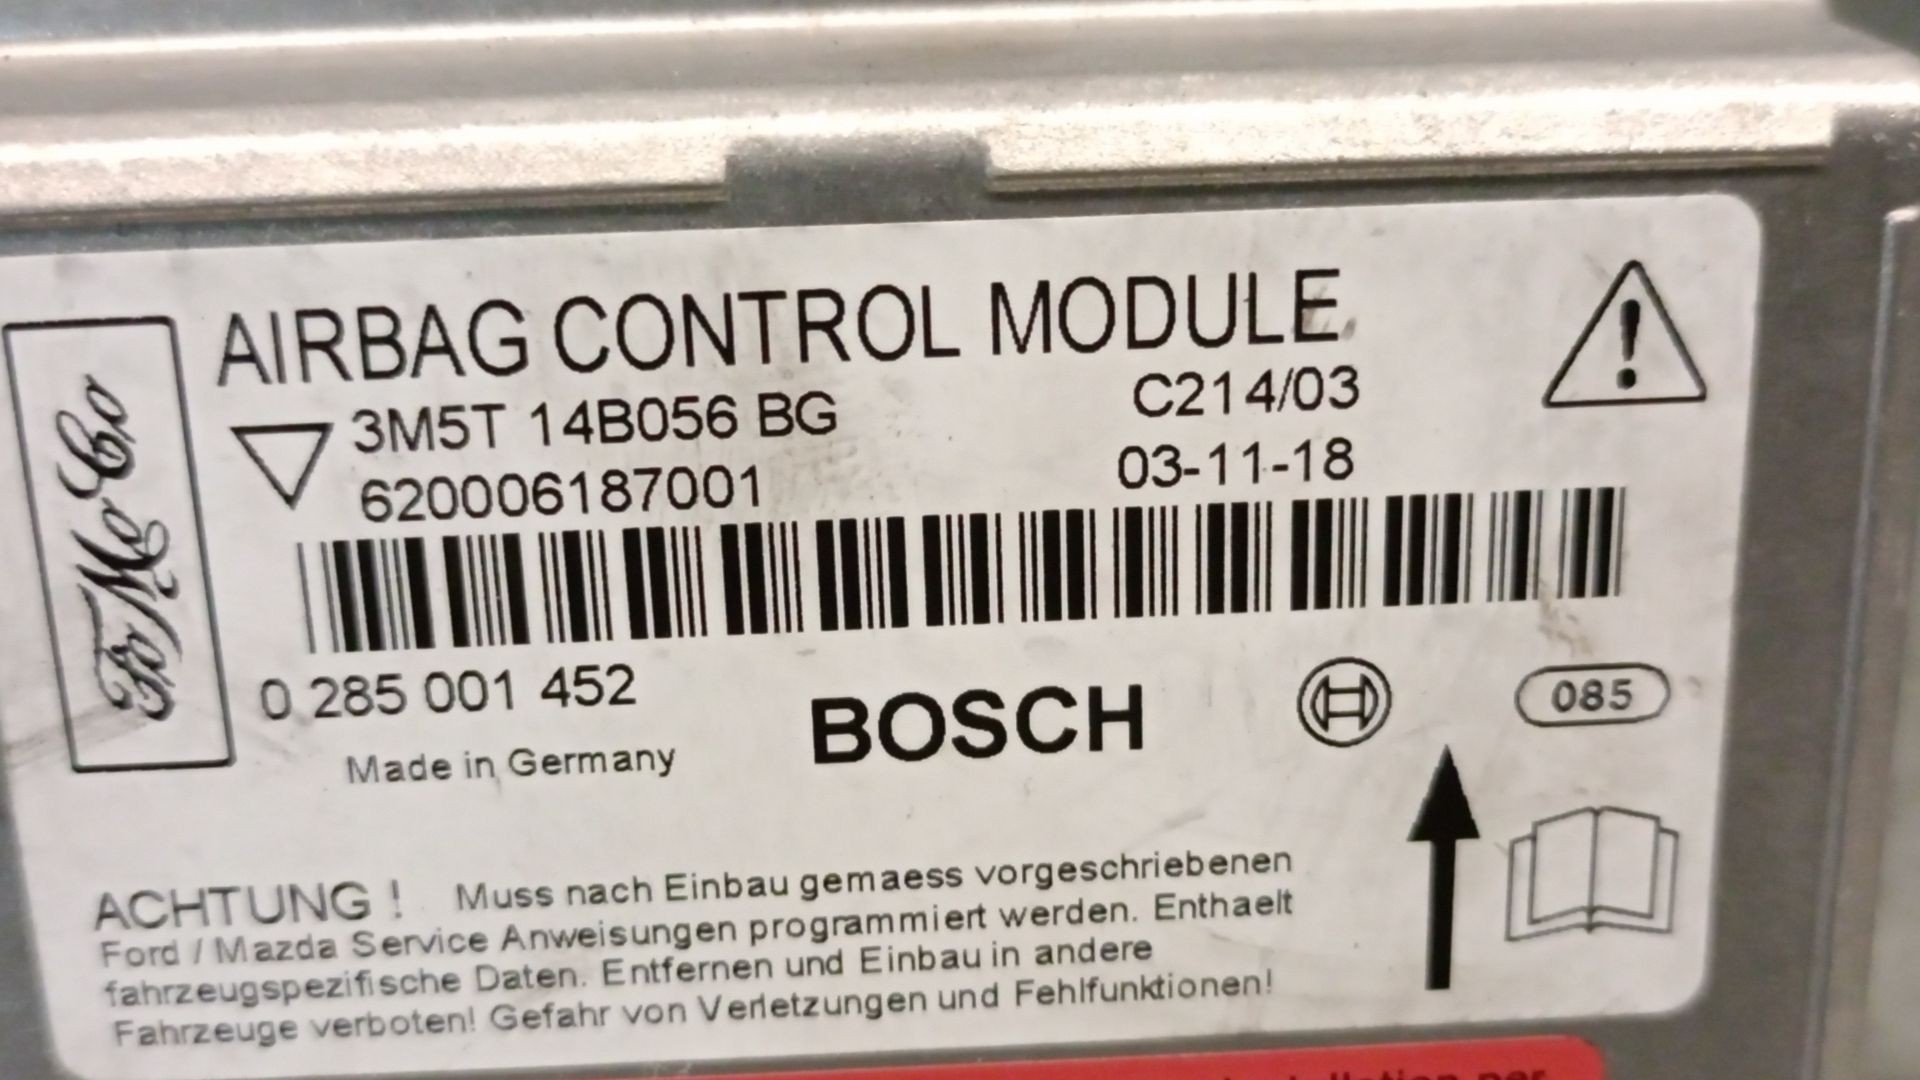 AIRBAG CONTROL MODULE
FoMoCo
3M5T 14B056 BG
C214/03
620006187001
03-11-18
0 285 001 452
BOSCH
085
Made in Germany
ACHTUNG ! Muss nach Einbau gemaess vorgeschriebenen
Ford / Mazda Service Anweisungen programmiert werden. Enthaelt
fahrzeugspezifische Daten. Entfernen und Einbau in andere
Fahrzeuge verboten! Gefahr von Verletzungen und Fehlfunktionen!
per